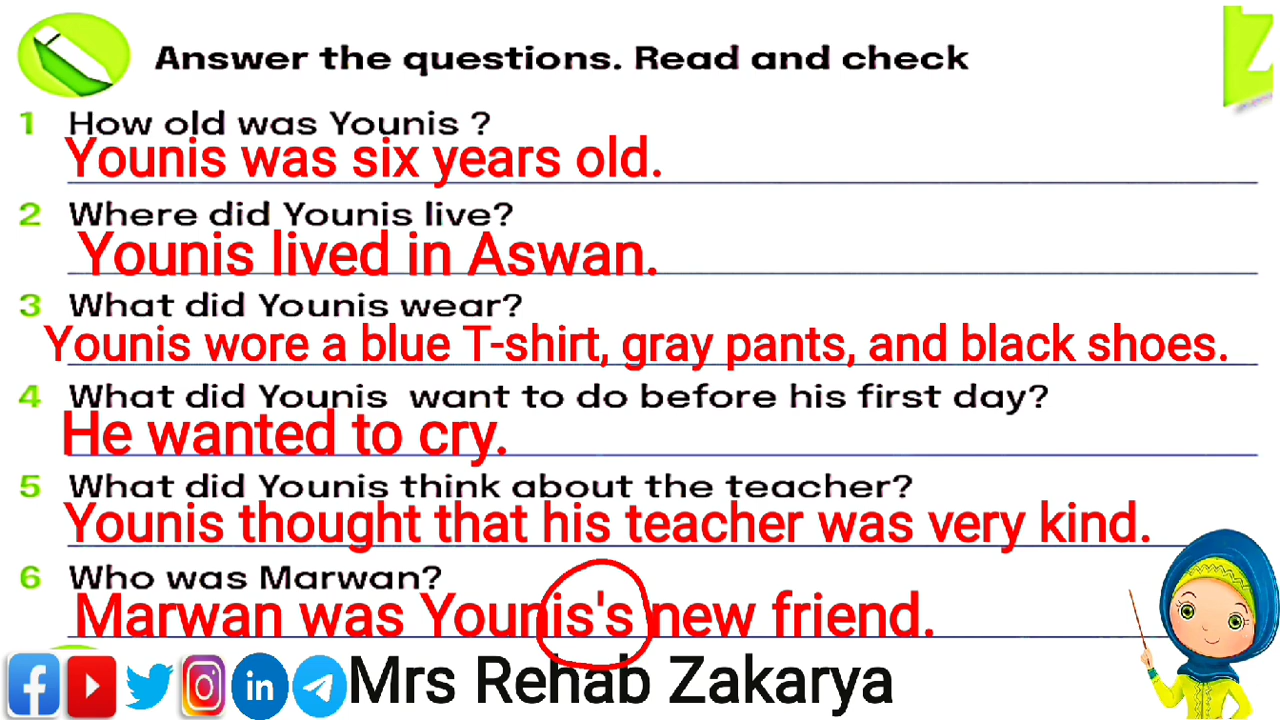 Answer the questions. Read and check
1 How old was Younis ?
Younis was six years old.
2 Where did Younis live?
Younis lived in Aswan.
3 What did Younis wear?
Younis wore a blue T-shirt, gray pants, and black shoes.
4 What did Younis want to do before his first day?
He wanted to cry.
5 What did Younis think about the teacher?
Younis thought that his teacher was very kind.
6 Who was Marwan?
Marwan was Younis's new friend.
Mrs Rehab Zakarya